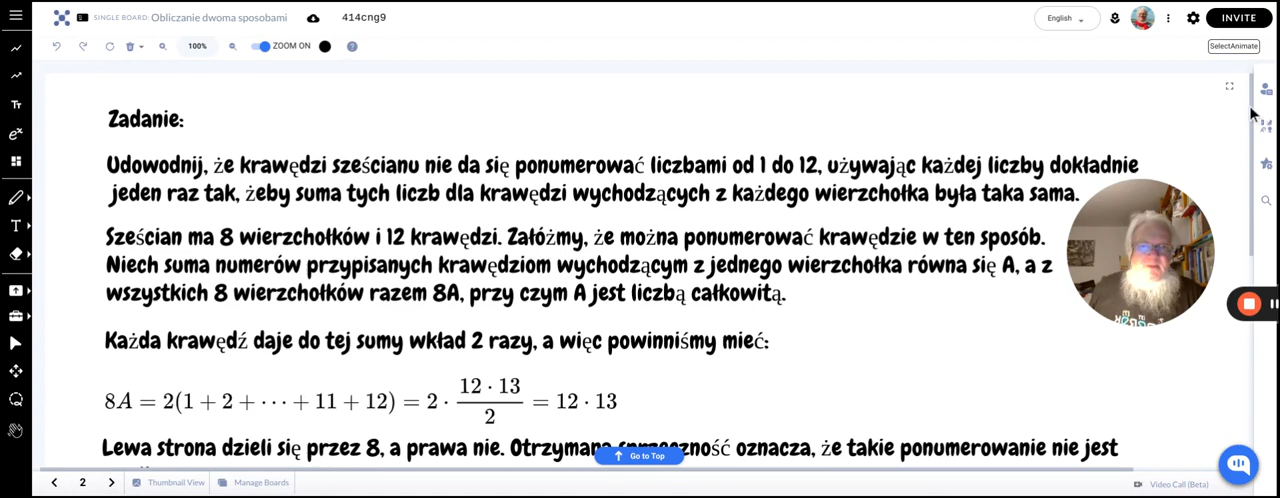 SINGLE BOARD: Obliczanie dwoma sposobami 414cng9 English INVITE
100% ZOOM ON SelectAnimate
Zadanie:
Udowodnij, że krawędzi sześcianu nie da się ponumerować liczbami od 1 do 12, używając każdej liczby dokładnie
jeden raz tak, żeby suma tych liczb dla krawędzi wychodzących z każdego wierzchołka była taka sama.
Sześcian ma 8 wierzchołków i 12 krawędzi. Załóżmy, że można ponumerować krawędzie w ten sposób.
Niech suma numerów przypisanych krawędziom wychodzącym z jednego wierzchołka równa się A, a z
wszystkich 8 wierzchołków razem 8A, przy czym A jest liczbą całkowitą.
Każda krawędź daje do tej sumy wkład 2 razy, a więc powinniśmy mieć:
8A = 2(1 + 2 + ⋯ + 11 + 12) = 2 · (12 · 13)/2 = 12 · 13
Lewa strona dzieli się przez 8, a prawa nie. Otrzymana sprzeczność oznacza, że takie ponumerowanie nie jest
Go to Top
2 Thumbnail View Manage Boards Video Call (Beta)